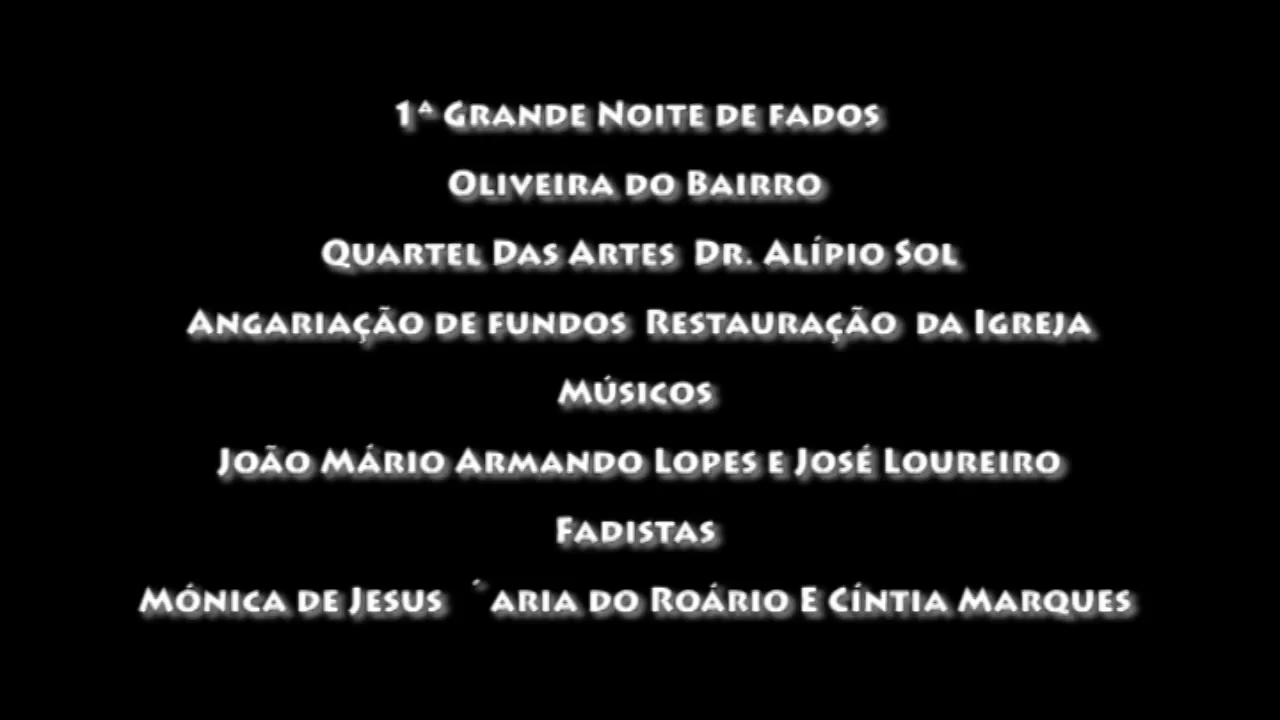 1ª Grande Noite de fados
Oliveira do Bairro
Quartel Das Artes Dr. Alípio Sol
Angariação de fundos Restauração da Igreja
Músicos
João Mário Armando Lopes e José Loureiro
Fadistas
Mónica de Jesus ´aria do Roário E Cíntia Marques